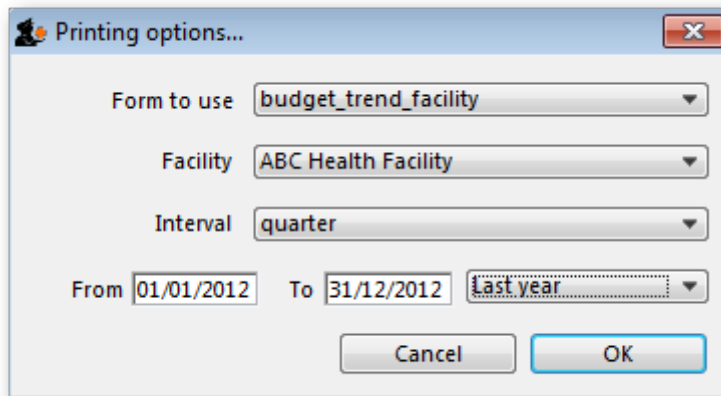 Printing options...
Form to use budget_trend_facility
Facility ABC Health Facility
Interval quarter
From 01/01/2012 To 31/12/2012 Last year
Cancel OK